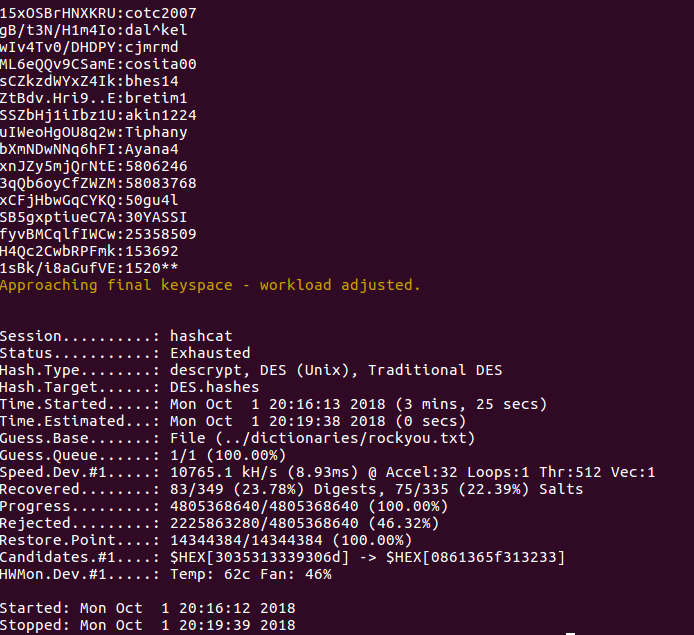 15xOSBrHNXKRU:cotc2007
gB/t3N/H1m4Io:dal^kel
wIv4Tv0/DHDPY:cjmrmd
ML6eQQv9CSamE:cosita00
sCZkzdWYxZ4Ik:bhes14
ZtBdv.Hri9..E:bretim1
SSZbHj1iIbz1U:akin1224
uIWeoHgOU8q2w:Tiphany
bXmNDwNNq6hFI:Ayana4
xnJZy5mjQrNtE:5806246
3qQb6oyCfZWZM:58083768
xCFjHbwGqCYKQ:50gu4l
SB5gxptiueC7A:30YASSI
fyvBMCqlfIWCw:25358509
H4Qc2CwbRPFmk:153692
1sBk/i8aGufVE:1520**
Approaching final keyspace - workload adjusted.
Session..........: hashcat
Status...........: Exhausted
Hash.Type........: descrypt, DES (Unix), Traditional DES
Hash.Target......: DES.hashes
Time.Started.....: Mon Oct  1 20:16:13 2018 (3 mins, 25 secs)
Time.Estimated...: Mon Oct  1 20:19:38 2018 (0 secs)
Guess.Base.......: File (../dictionaries/rockyou.txt)
Guess.Queue......: 1/1 (100.00%)
Speed.Dev.#1.....: 10765.1 kH/s (8.93ms) @ Accel:32 Loops:1 Thr:512 Vec:1
Recovered........: 83/349 (23.78%) Digests, 75/335 (22.39%) Salts
Progress.........: 4805368640/4805368640 (100.00%)
Rejected.........: 2225863280/4805368640 (46.32%)
Restore.Point....: 14344384/14344384 (100.00%)
Candidates.#1....: $HEX[3035313339306d] -> $HEX[0861365f313233]
HWMon.Dev.#1.....: Temp: 62c Fan: 46%
Started: Mon Oct  1 20:16:12 2018
Stopped: Mon Oct  1 20:19:39 2018